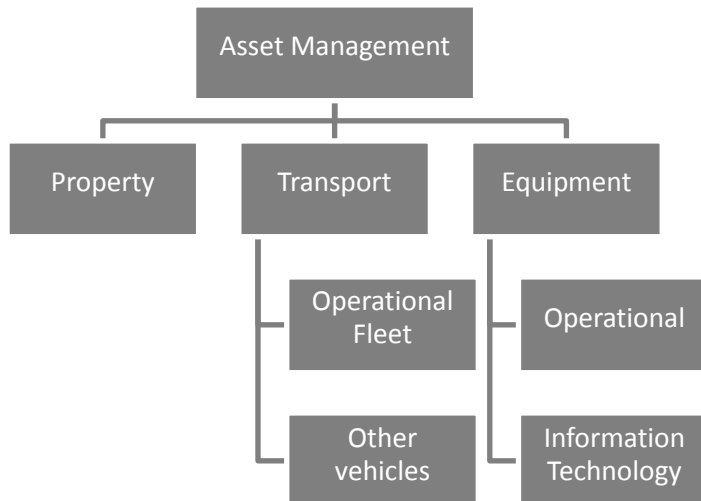 Asset Management
Property
Transport
Equipment
Operational
Fleet
Operational
Other
vehicles
Information
Technology